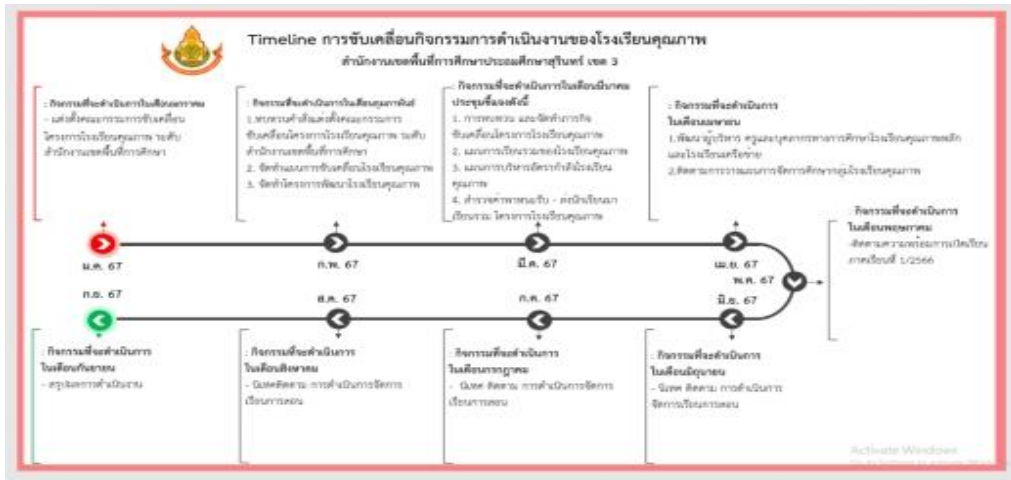 Timeline การขับเคลื่อนกิจกรรมการดำเนินงานของโรงเรียนคุณภาพ
สำนักงานเขตพื้นที่การศึกษาประถมศึกษาสุรินทร์ เขต 3
: กิจกรรมที่จะดำเนินการในเดือนมกราคม
- แต่งตั้งคณะกรรมการขับเคลื่อน
โครงการโรงเรียนคุณภาพ ระดับ
สำนักงานเขตพื้นที่การศึกษา
: กิจกรรมที่จะดำเนินการในเดือนกุมภาพันธ์
1.ทบทวนคำสั่งแต่งตั้งคณะกรรมการ
ขับเคลื่อนโครงการโรงเรียนคุณภาพ ระดับ
สำนักงานเขตพื้นที่การศึกษา
2. จัดทำแผนการขับเคลื่อนโรงเรียนคุณภาพ
3. จัดทำโครงการพัฒนาโรงเรียนคุณภาพ
: กิจกรรมที่จะดำเนินการในเดือนมีนาคม
ประชุมชี้แจงดังนี้
1. การทบทวน และจัดทำภารกิจ
ขับเคลื่อนโครงการโรงเรียนคุณภาพ
2. แผนการเรียนรวมของโรงเรียนคุณภาพ
3. แผนการบริหารอัตรากำลังโรงเรียน
คุณภาพ
4. สำรวจค่าพาหนะรับ - ส่งนักเรียนมา
เรียนรวม โครงการโรงเรียนคุณภาพ
: กิจกรรมที่จะดำเนินการ
ในเดือนเมษายน
1.พัฒนาผู้บริหาร ครูและบุคลากรทางการศึกษาโรงเรียนคุณภาพหลัก
และโรงเรียนเครือข่าย
2.ติดตามการวางแผนการจัดการศึกษากลุ่มโรงเรียนคุณภาพ
: กิจกรรมที่จะดำเนินการ
ในเดือนพฤษภาคม
-ติดตามความพร้อมการเปิดเรียน
ภาคเรียนที่ 1/2566
ม.ค. 67
ก.พ. 67
มี.ค. 67
เม.ย. 67
พ.ค. 67
ก.ย. 67
ส.ค. 67
ก.ค. 67
มิ.ย. 67
: กิจกรรมที่จะดำเนินการ
ในเดือนกันยายน
- สรุปผลการดำเนินงาน
: กิจกรรมที่จะดำเนินการ
ในเดือนสิงหาคม
- นิเทศติดตาม การดำเนินการจัดการ
เรียนการสอน
: กิจกรรมที่จะดำเนินการ
ในเดือนกรกฎาคม
- นิเทศ ติดตาม การดำเนินการจัดการ
เรียนการสอน
: กิจกรรมที่จะดำเนินการ
ในเดือนมิถุนายน
- นิเทศ ติดตาม การดำเนินการ
จัดการเรียนการสอน
Activate Windows